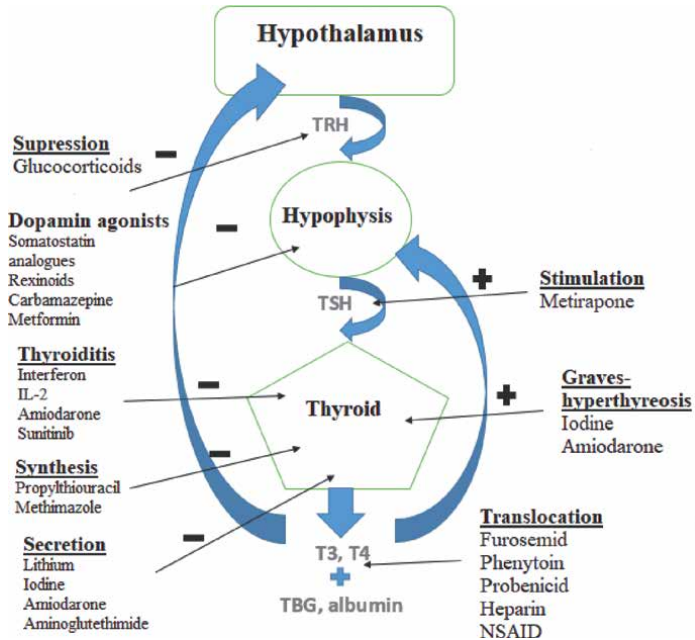 Hypothalamus
TRH
Supression
Glucocorticoids
Hypophysis
Dopamin agonists
Somatostatin
analogues
Rexinoids
Carbamazepine
Metformin
TSH
Stimulation
Metirapone
Thyroiditis
Interferon
IL-2
Amiodarone
Sunitinib
Thyroid
Graves-
hyperthyreosis
Iodine
Amiodarone
Synthesis
Propylthiouracil
Methimazole
Secretion
Lithium
Iodine
Amiodarone
Aminoglutethimide
T3, T4
TBG, albumin
Translocation
Furosemid
Phenytoin
Probenicid
Heparin
NSAID